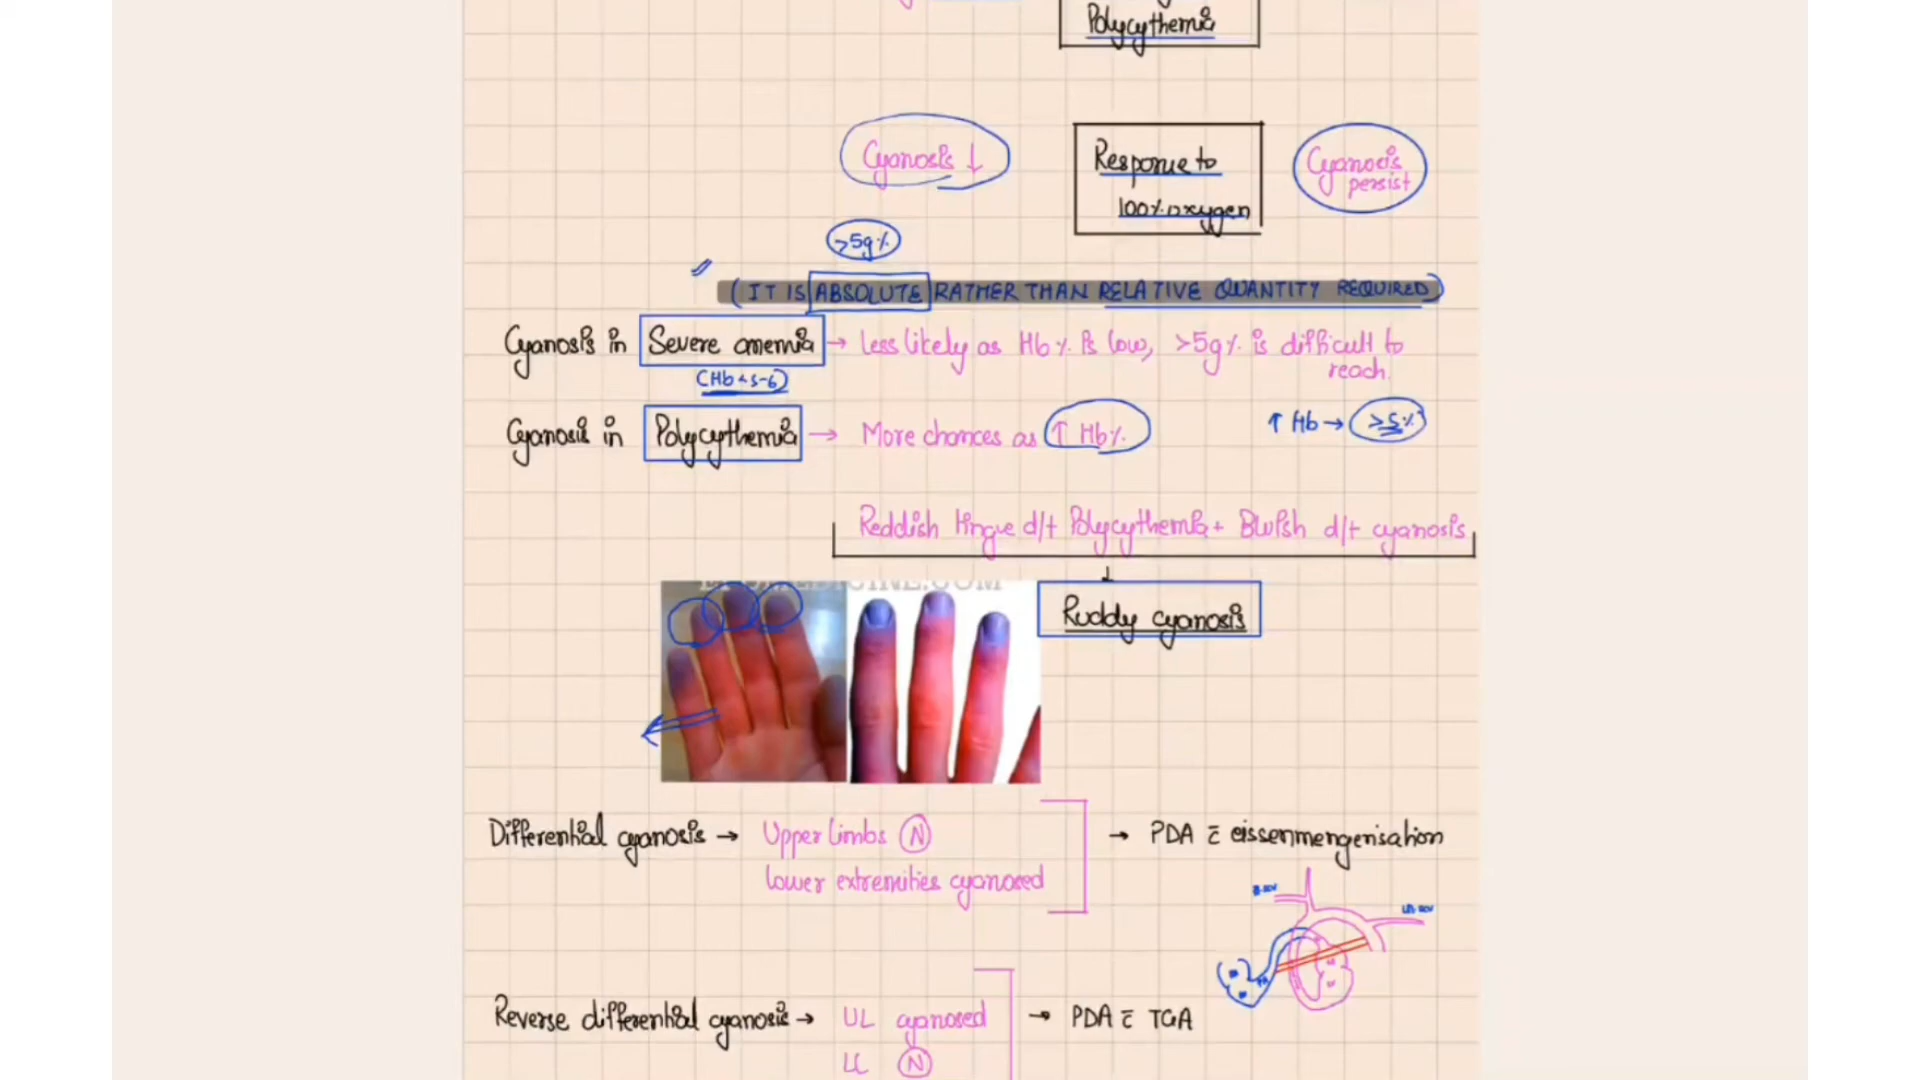 Polycythemia
Cyanosis ↓
Response to
100% oxygen
Cyanosis
persist
>5g%
(IT IS ABSOLUTE RATHER THAN RELATIVE QUANTITY REQUIRED)
Cyanosis in Severe anemia → Less likely as Hb% is low, >5g% is difficult to
reach.
Cyanosis in Polycythemia → More chances as ↑ Hb%
↑ Hb → >5%
Reddish tingue d/t Polycythemia + Bluish d/t cyanosis
↓
Ruddy cyanosis
Differential cyanosis → Upper limbs (N)
lower extremities cyanosed
→ PDA c̄ eissenmengerisation
Reverse differential cyanosis → UL cyanosed
LL (N)
→ PDA c̄ TGA